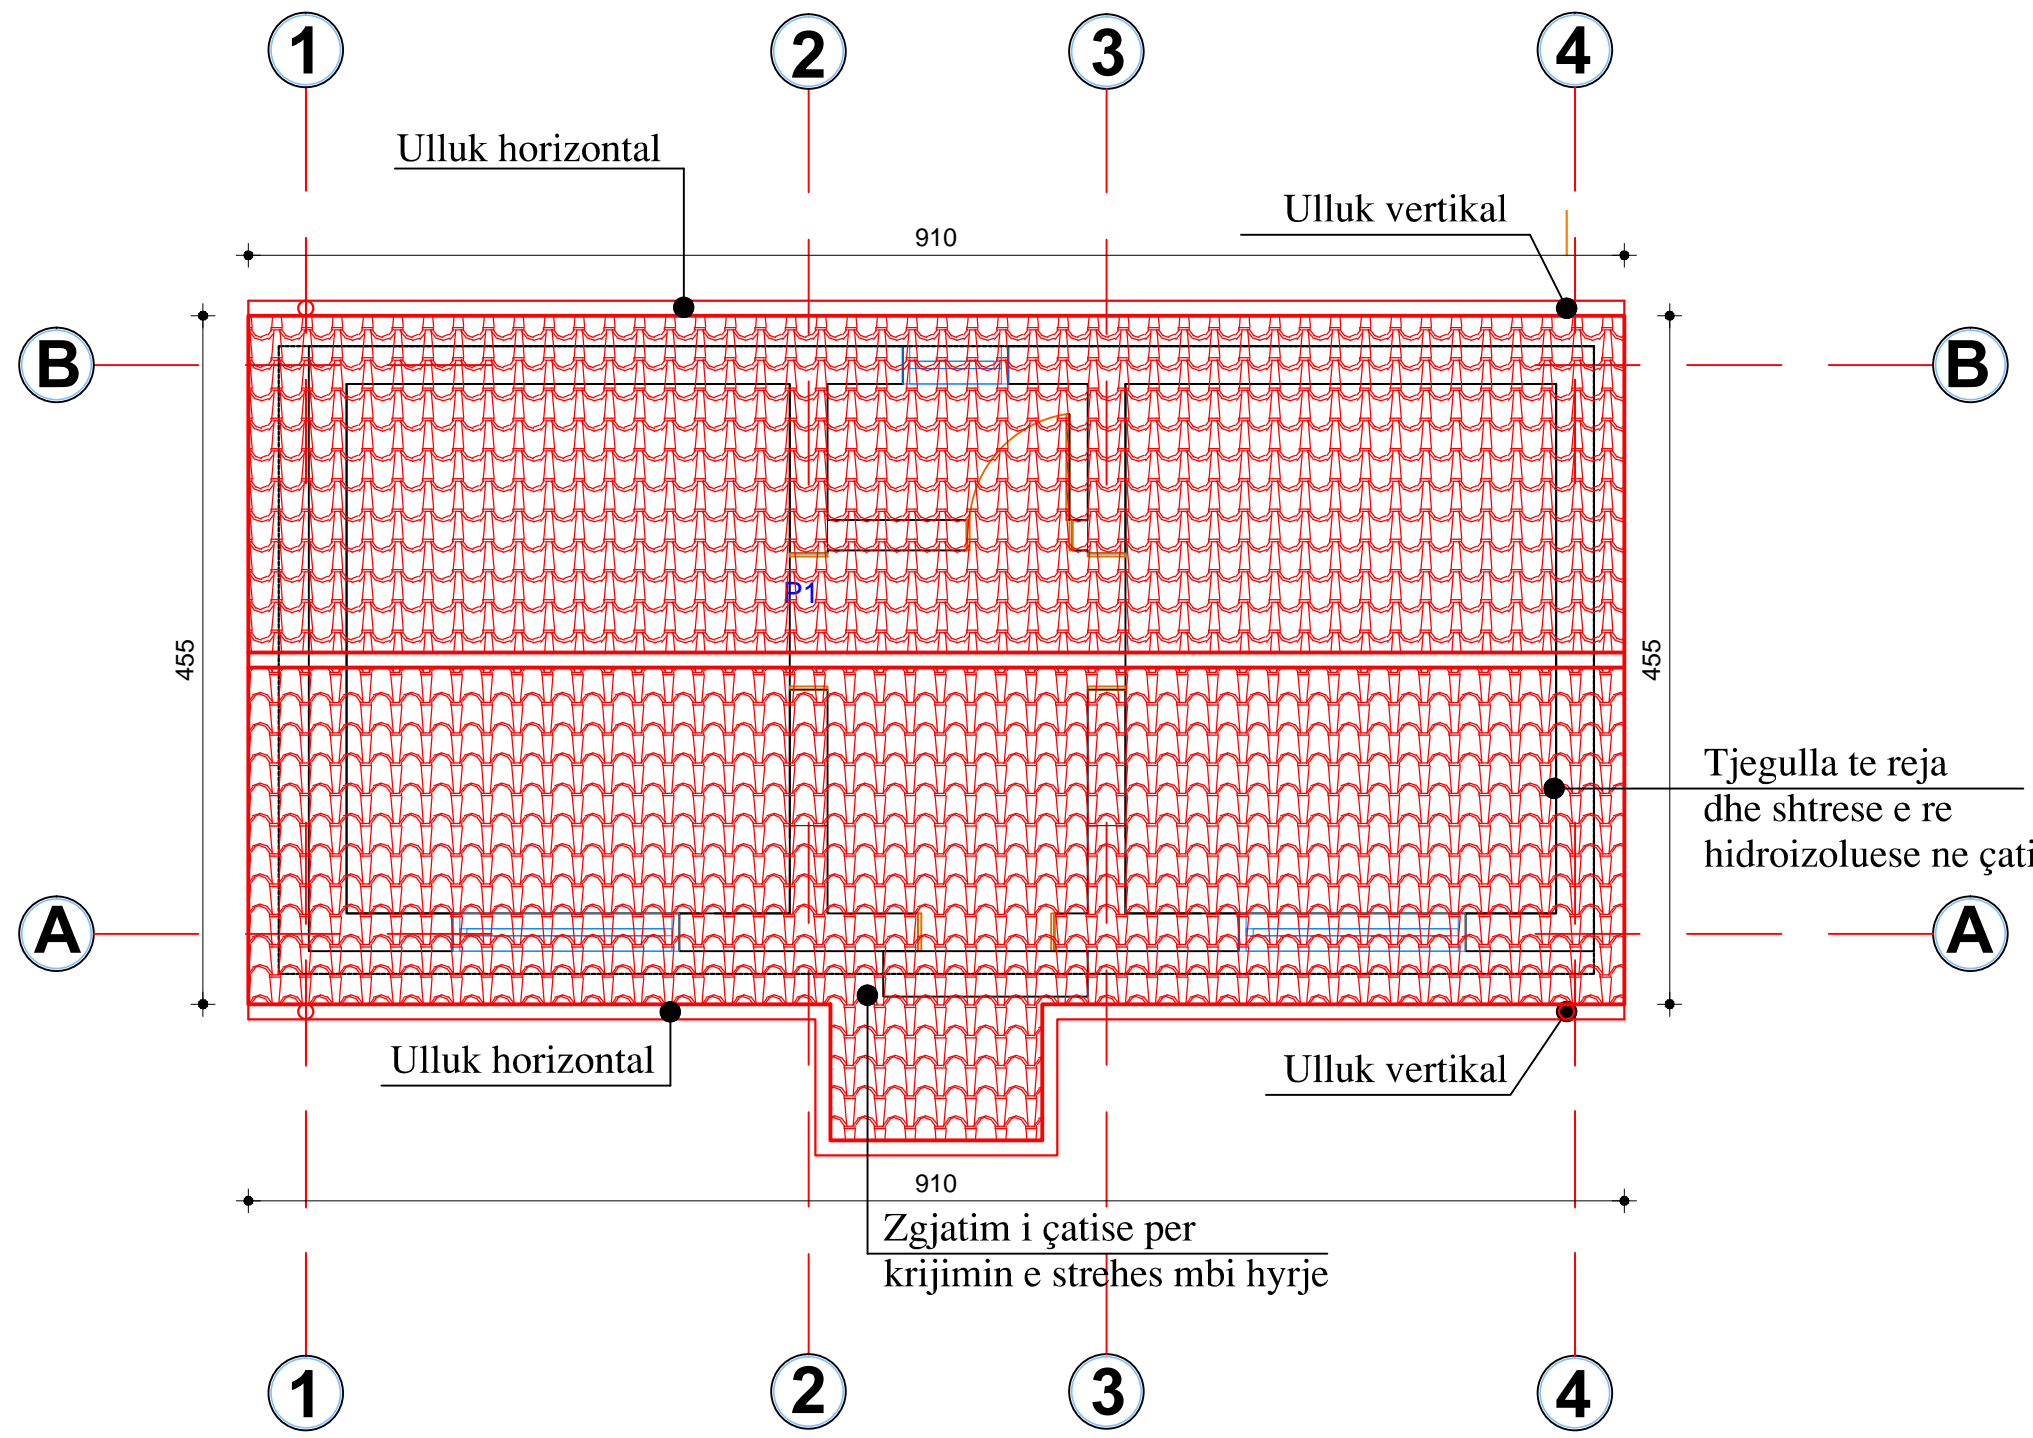 1 2 3 4
Ulluk horizontal
Ulluk vertikal
910
B B
P1
455 455
Tjegulla te reja
dhe shtrese e re
hidroizoluese ne çati
A A
Ulluk horizontal
Ulluk vertikal
910
Zgjatim i çatise per
krijimin e strehes mbi hyrje
1 2 3 4